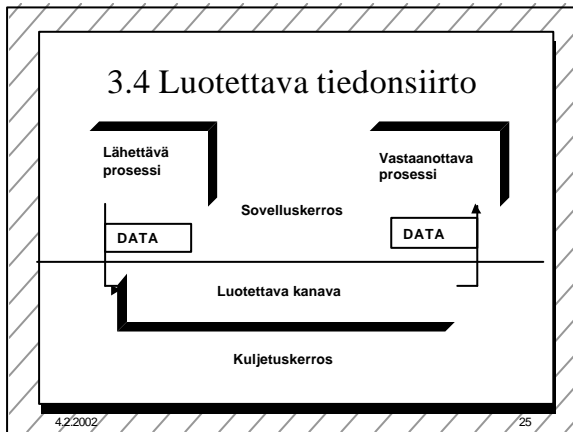 3.4 Luotettava tiedonsiirto
Lähettävä
prosessi
Vastaanottava
prosessi
Sovelluskerros
DATA
DATA
Luotettava kanava
Kuljetuskerros
4.2.2002
25